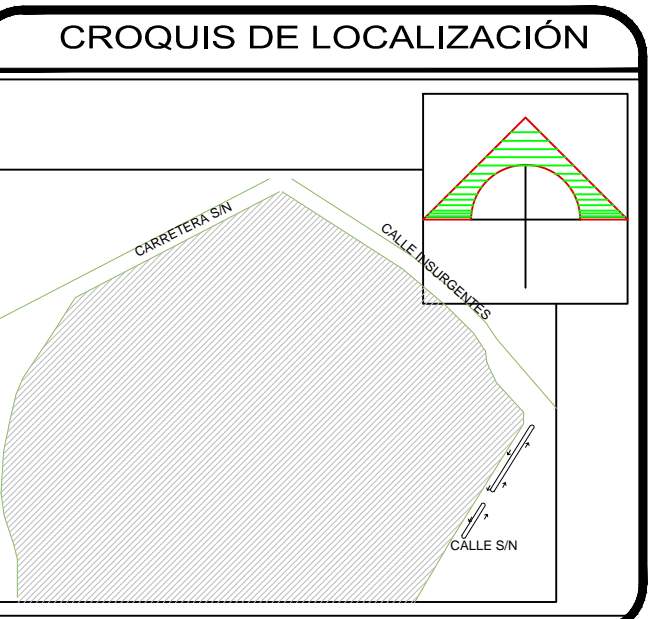 CROQUIS DE LOCALIZACIÓN
CARRETERA S/N
CALLE INSURGENTES
CALLE S/N